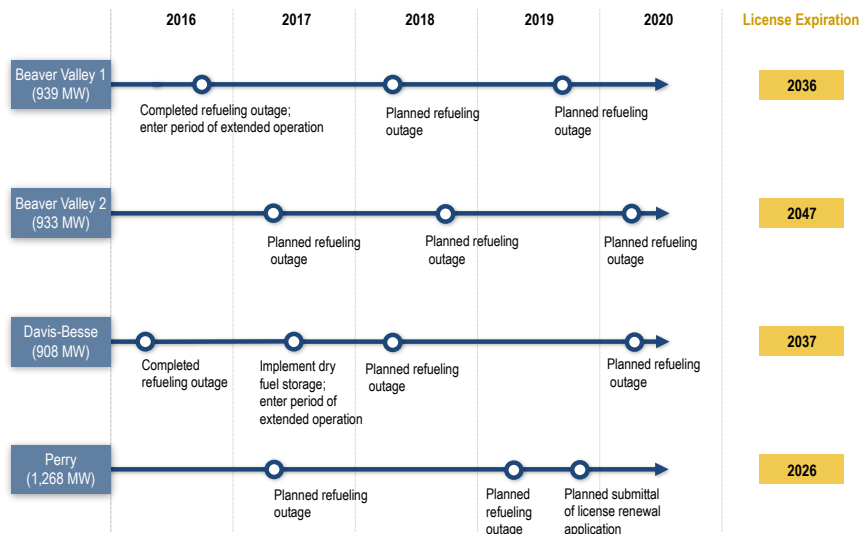 2016 2017 2018 2019 2020 License Expiration
Beaver Valley 1
(939 MW)
2036
Completed refueling outage;
enter period of extended operation
Planned refueling
outage
Planned refueling
outage
Beaver Valley 2
(933 MW)
2047
Planned refueling
outage
Planned refueling
outage
Planned refueling
outage
Davis-Besse
(908 MW)
2037
Completed
refueling outage
Implement dry
fuel storage;
enter period of
extended operation
Planned refueling
outage
Planned refueling
outage
Perry
(1,268 MW)
2026
Planned refueling
outage
Planned
refueling
outage
Planned submittal
of license renewal
application